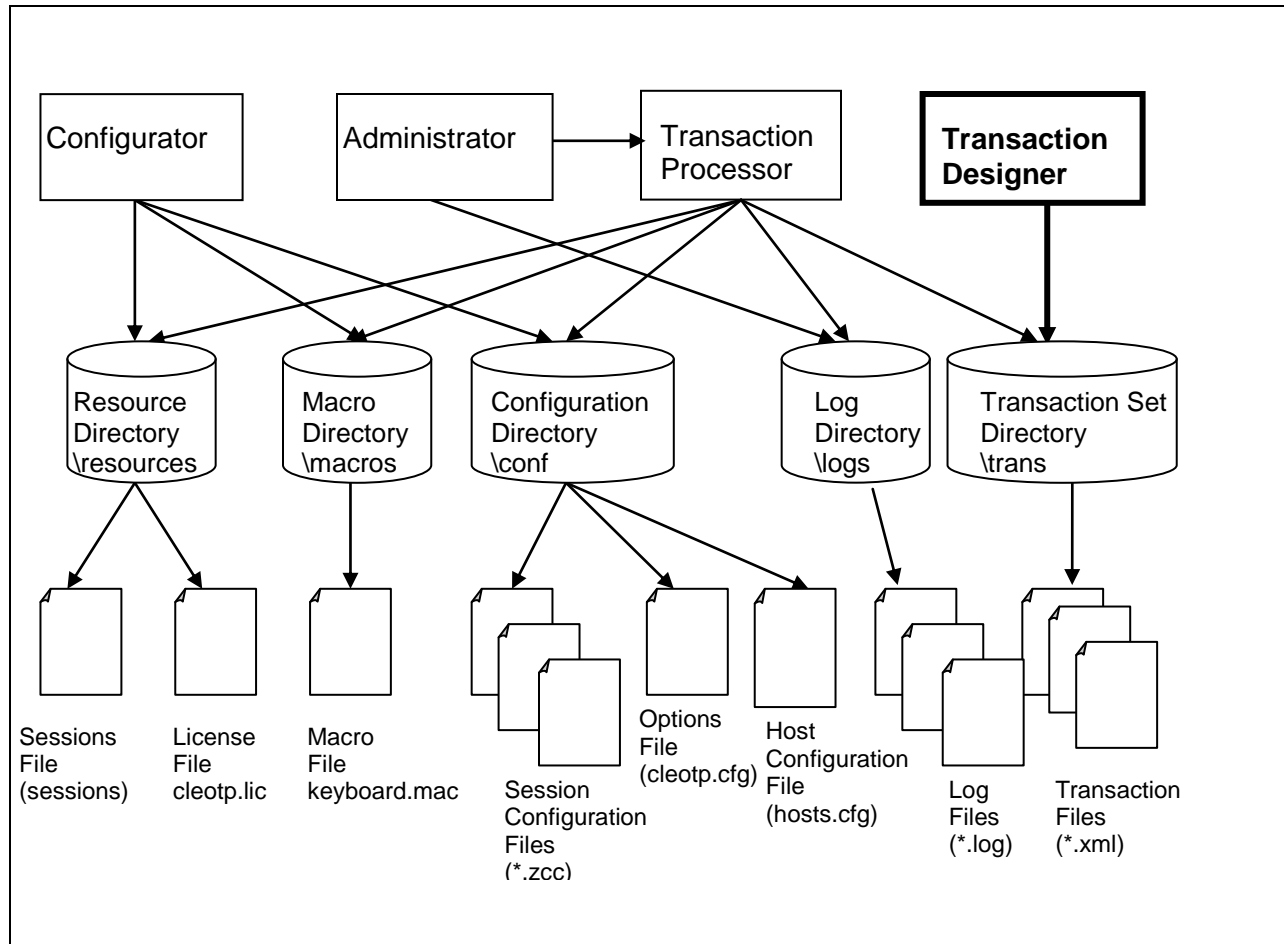 Configurator
Administrator
Transaction
Processor
Transaction
Designer
Resource
Directory
\resources
Macro
Directory
\macros
Configuration
Directory
\conf
Log
Directory
\logs
Transaction Set
Directory
\trans
Sessions
File
(sessions)
License
File
cleotp.lic
Macro
File
keyboard.mac
Session
Configuration
Files
(*.zcc)
Options
File
(cleotp.cfg)
Host
Configuration
File
(hosts.cfg)
Log
Files
(*.log)
Transaction
Files
(*.xml)